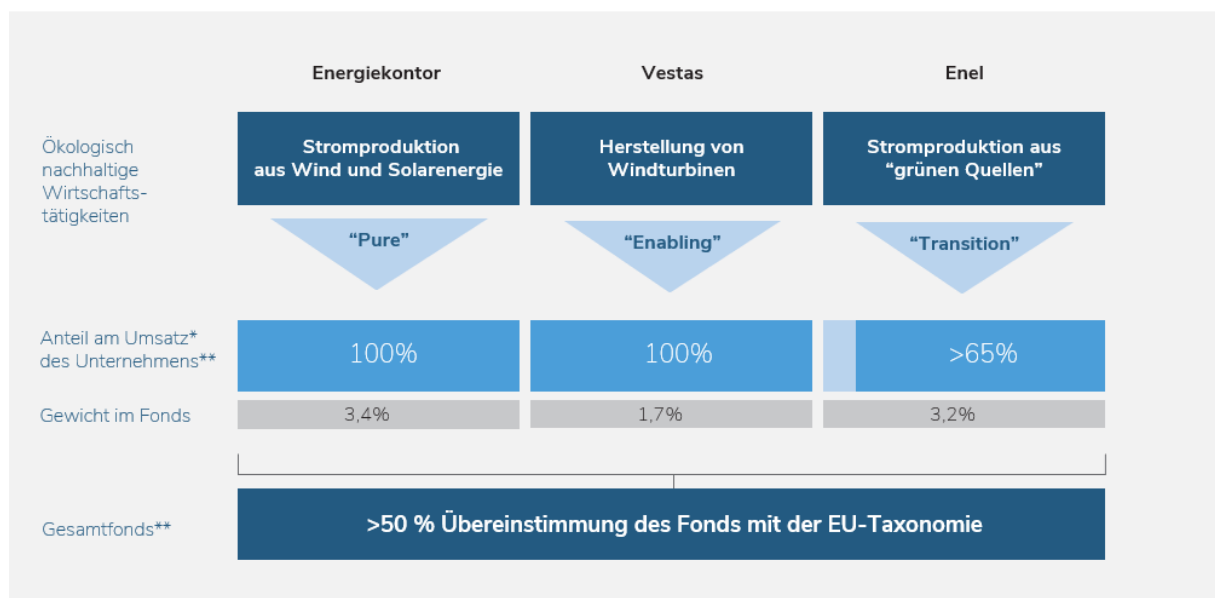 Energiekontor
Vestas
Enel
Ökologisch
nachhaltige
Wirtschafts-
tätigkeiten
Stromproduktion
aus Wind und Solarenergie
Herstellung von
Windturbinen
Stromproduktion aus
“grünen Quellen”
“Pure”
“Enabling”
“Transition”
Anteil am Umsatz*
des Unternehmens**
100%
100%
>65%
Gewicht im Fonds
3,4%
1,7%
3,2%
Gesamtfonds**
>50 % Übereinstimmung des Fonds mit der EU-Taxonomie